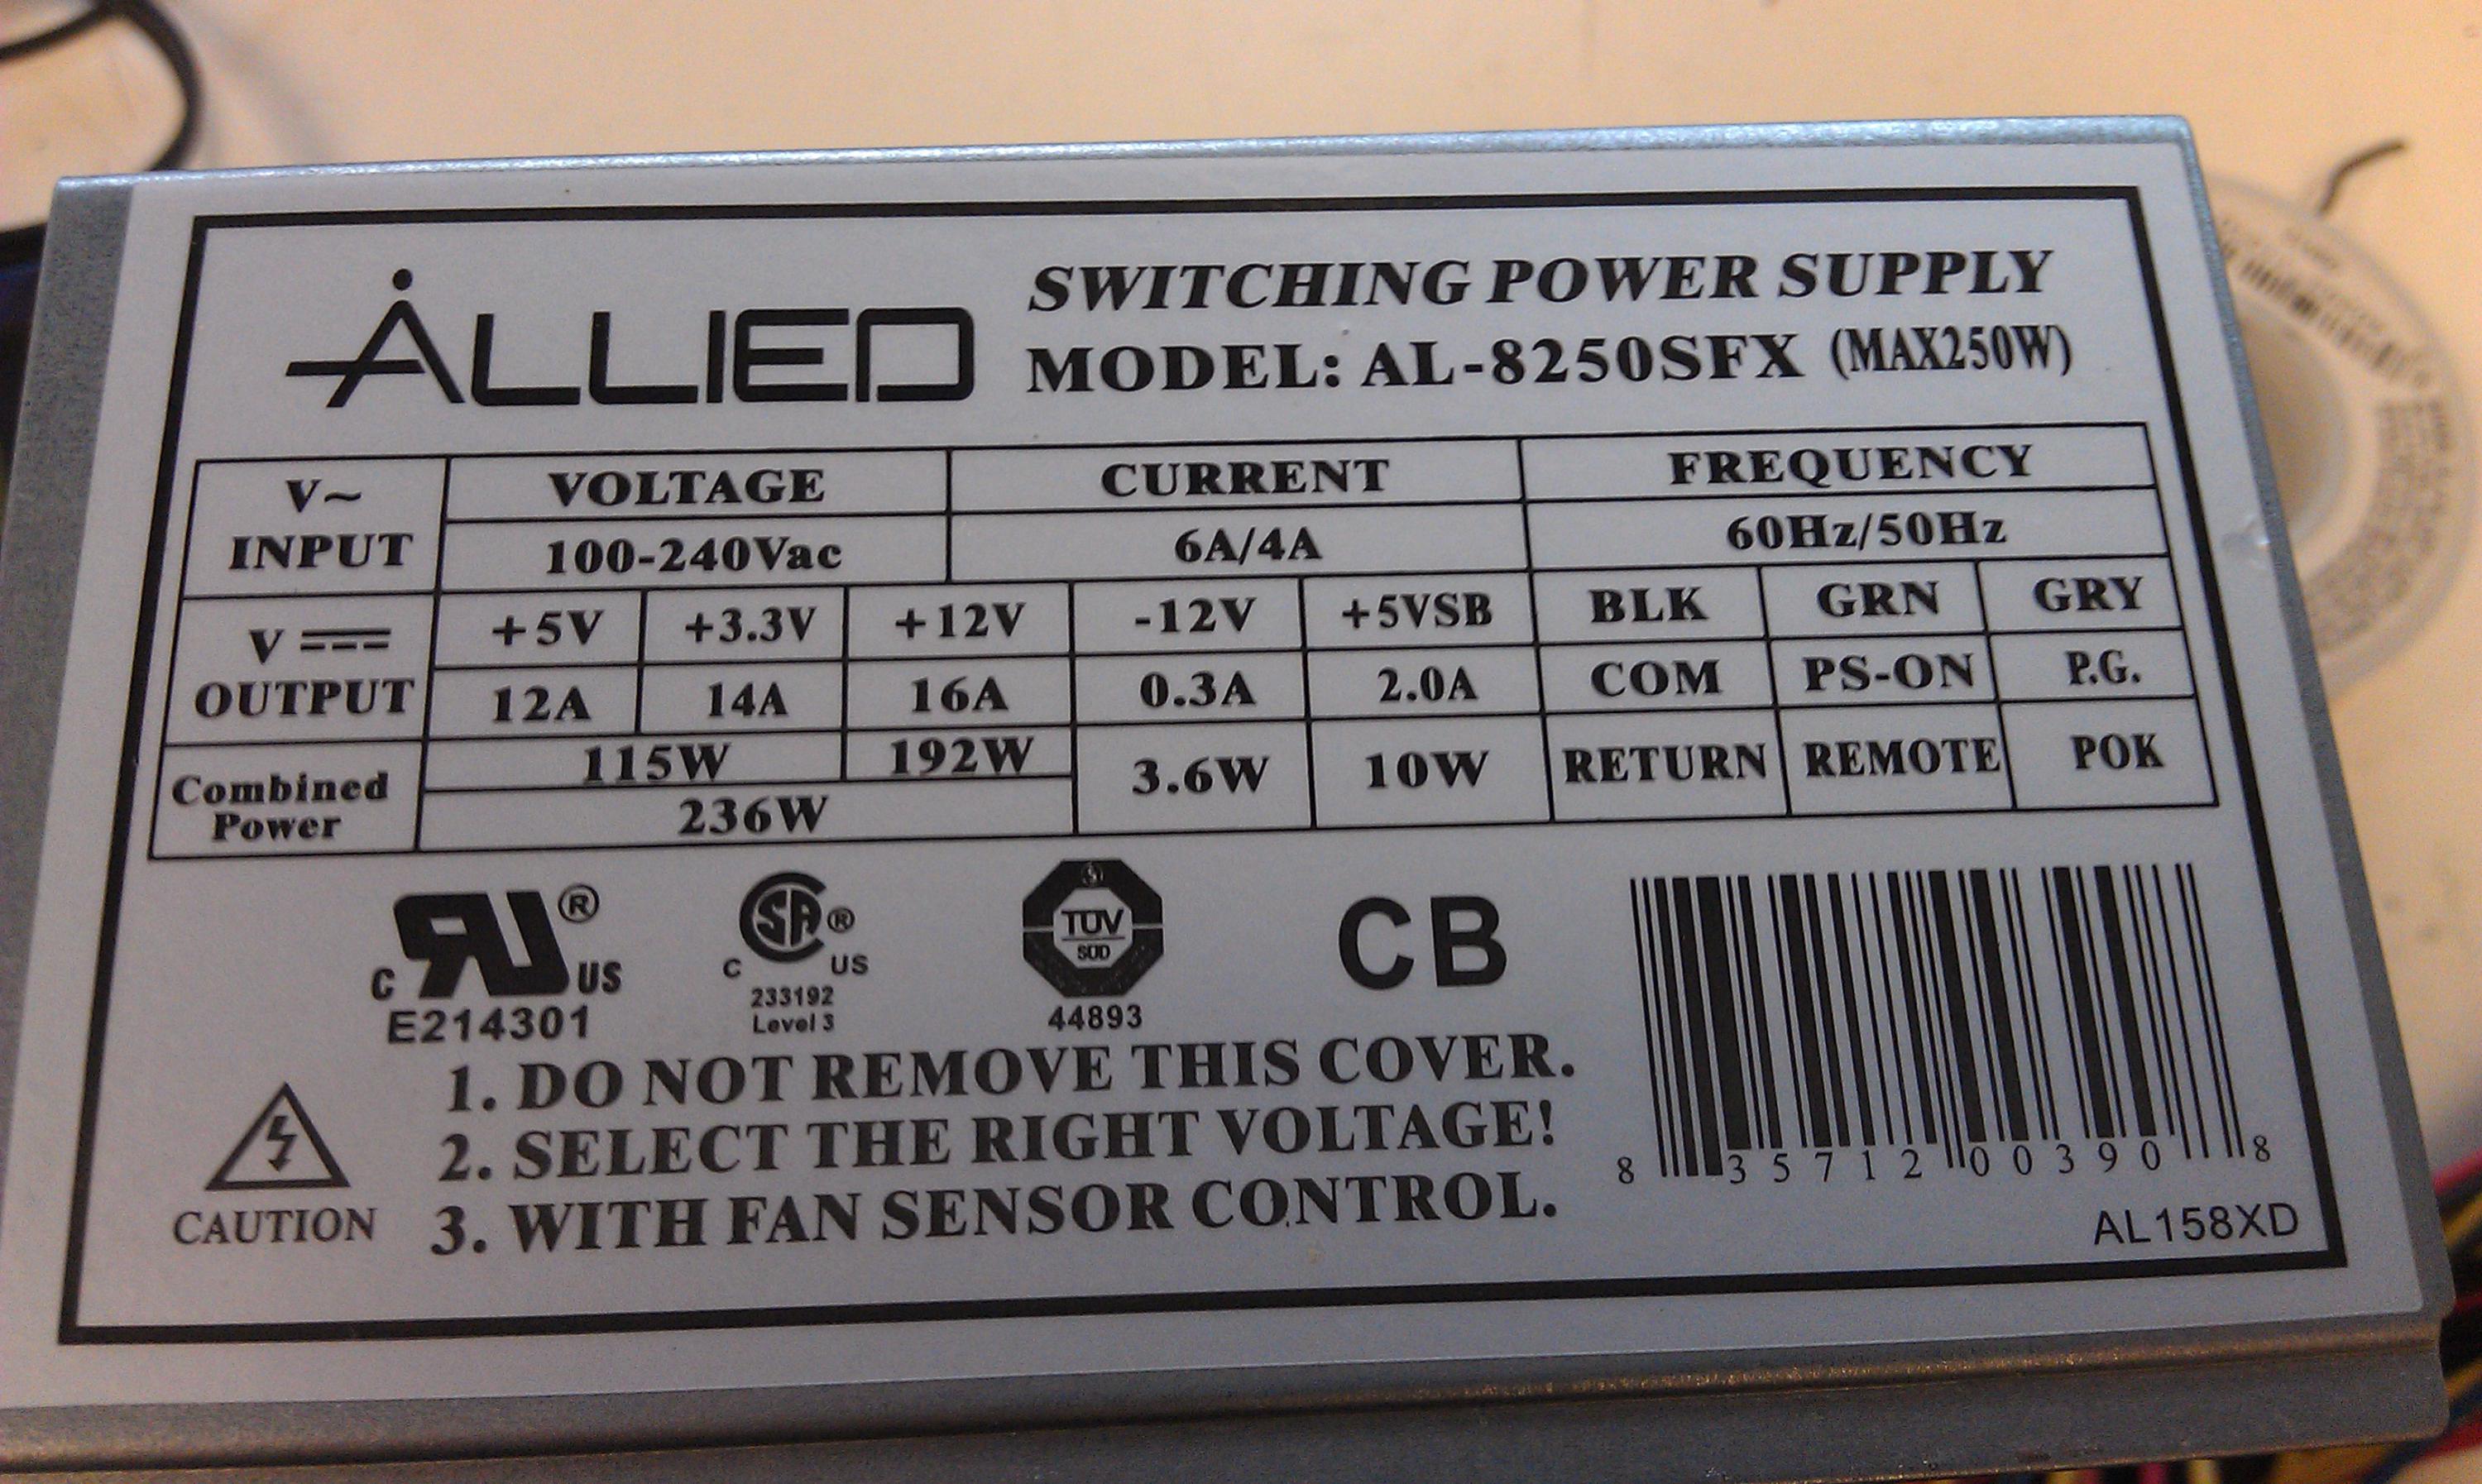 ALLIED
SWITCHING POWER SUPPLY
MODEL: AL-8250SFX (MAX250W)
V~ INPUT VOLTAGE CURRENT FREQUENCY
100-240Vac 6A/4A 60Hz/50Hz
V OUTPUT +5V +3.3V +12V -12V +5VSB BLK GRN GRY
12A 14A 16A 0.3A 2.0A COM PS-ON P.G.
Combined Power 115W 192W 3.6W 10W RETURN REMOTE POK
236W
C RU ® US
E214301
C SA ® US
233192
Level 3
TÜV
SÜD
44893
CB
1. DO NOT REMOVE THIS COVER.
2. SELECT THE RIGHT VOLTAGE!
3. WITH FAN SENSOR CONTROL.
CAUTION
8 35712 00390 8
AL158XD